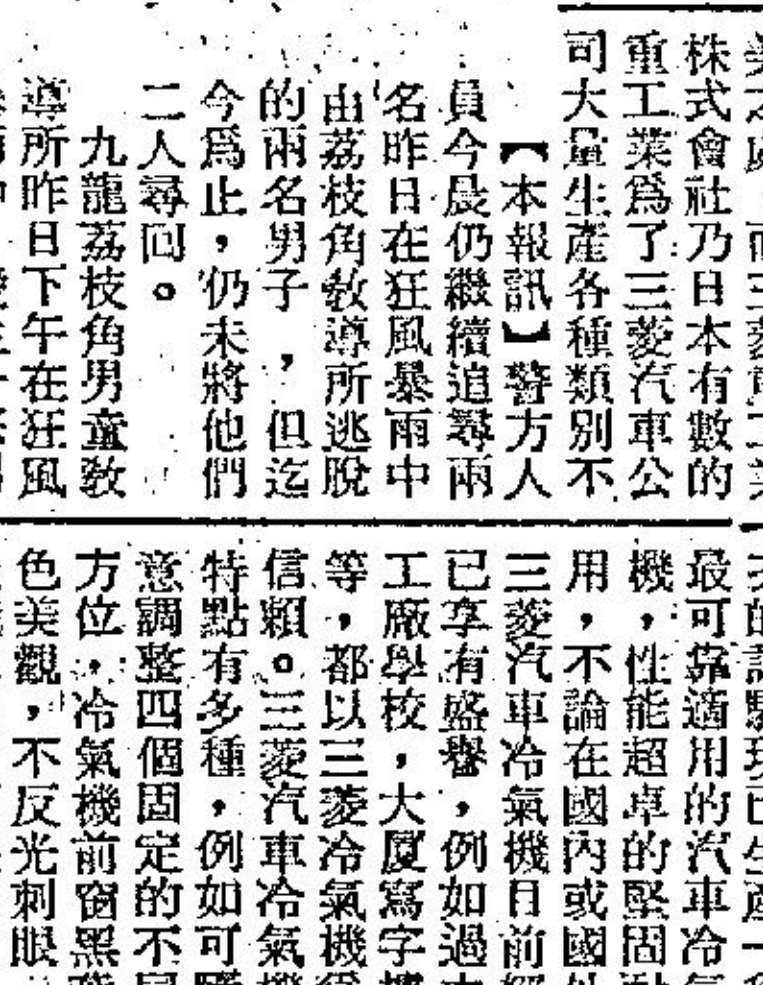 株式會社乃日本有數的
重工業爲了三菱汽車公
司大量生產各種類別不
【本報訊】警方人
員今晨仍繼續追尋兩
名昨日在狂風暴雨中
由荔枝角教導所逃脫
的兩名男子，但迄
今爲止，仍未將他們
二人尋回。
九龍荔枝角男童教
導所昨日下午在狂風
最可靠適用的汽車冷
機，性能超卓的堅固
用，不論在國內或國
三菱汽車冷氣機目前
已享有盛譽，例如過
工廠學校，大厦寫字
等，都以三菱冷氣機
信賴。三菱汽車冷氣
特點有多種，例如可
意調整四個固定的不
方位，冷氣機前窗黑
色美觀，不反光刺眼